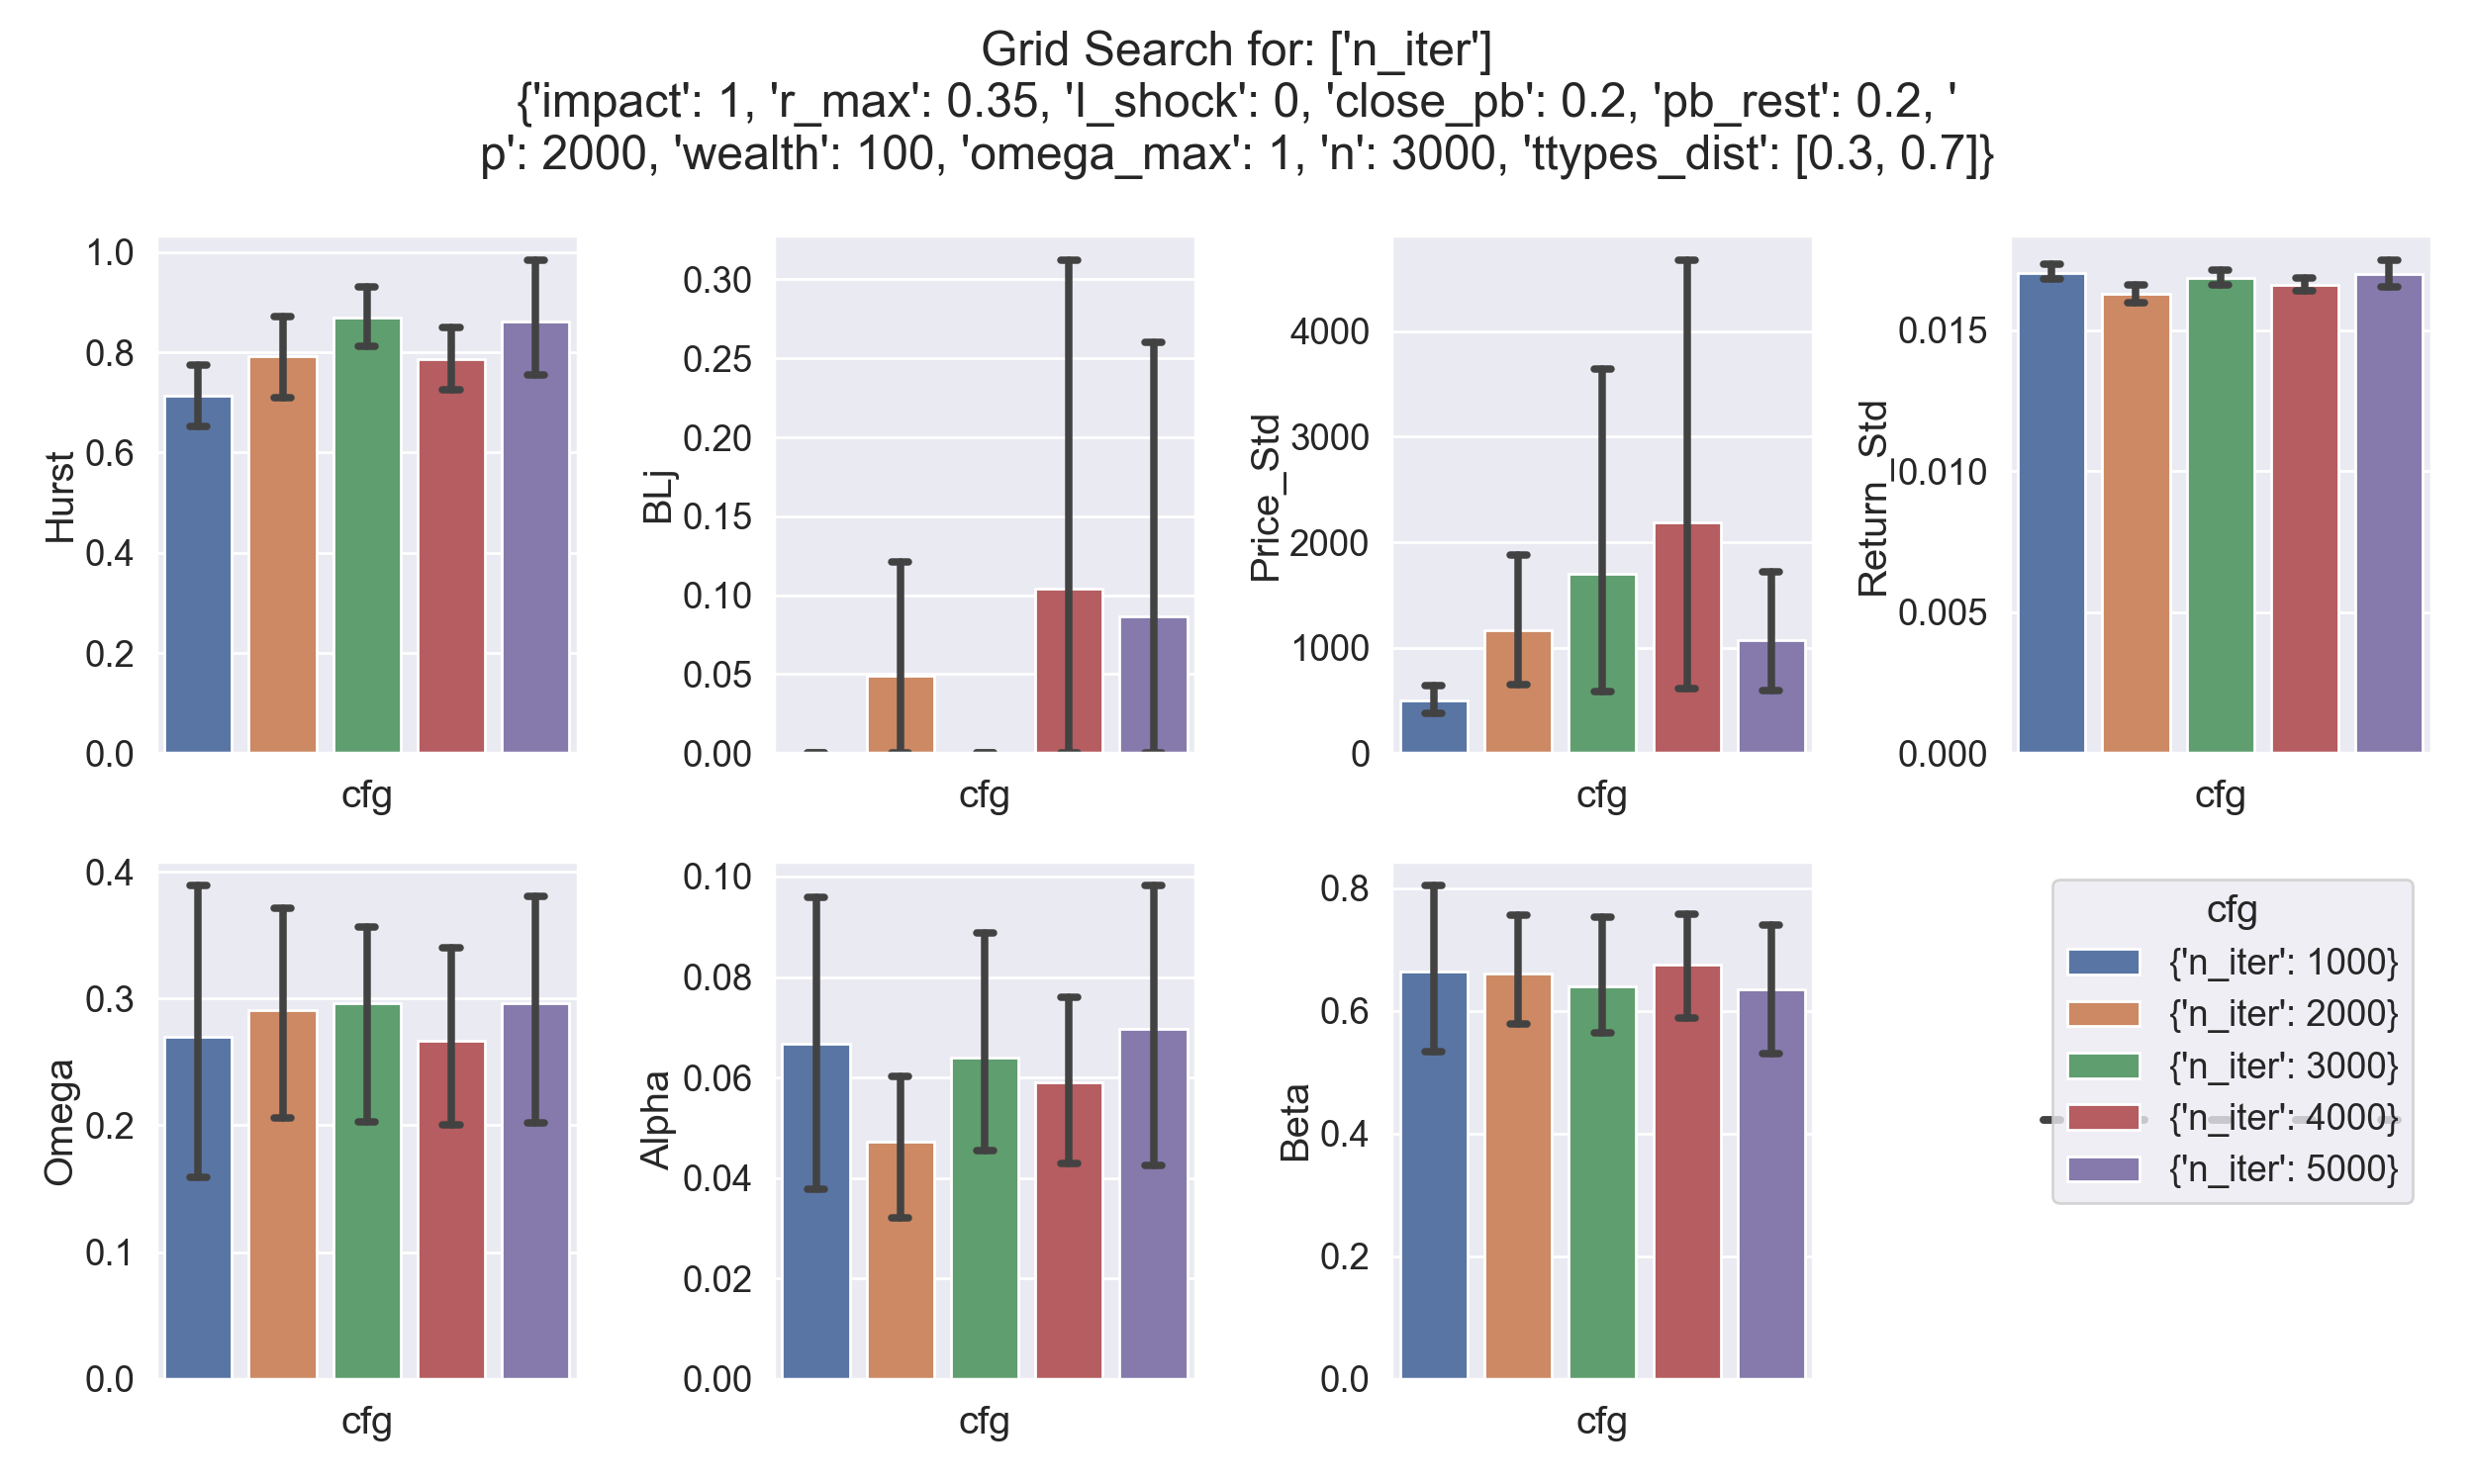 Grid Search for: ['n_iter']
{'impact': 1, 'r_max': 0.35, 'l_shock': 0, 'close_pb': 0.2, 'pb_rest': 0.2, '
p': 2000, 'wealth': 100, 'omega_max': 1, 'n': 3000, 'ttypes_dist': [0.3, 0.7]}
Hurst
1.0
0.8
0.6
0.4
0.2
0.0
cfg
BLj
0.30
0.25
0.20
0.15
0.10
0.05
0.00
cfg
Price_Std
4000
3000
2000
1000
0
cfg
Return_Std
0.015
0.010
0.005
0.000
cfg
Omega
0.4
0.3
0.2
0.1
0.0
cfg
Alpha
0.10
0.08
0.06
0.04
0.02
0.00
cfg
Beta
0.8
0.6
0.4
0.2
0.0
cfg
cfg
{'n_iter': 1000}
{'n_iter': 2000}
{'n_iter': 3000}
{'n_iter': 4000}
{'n_iter': 5000}